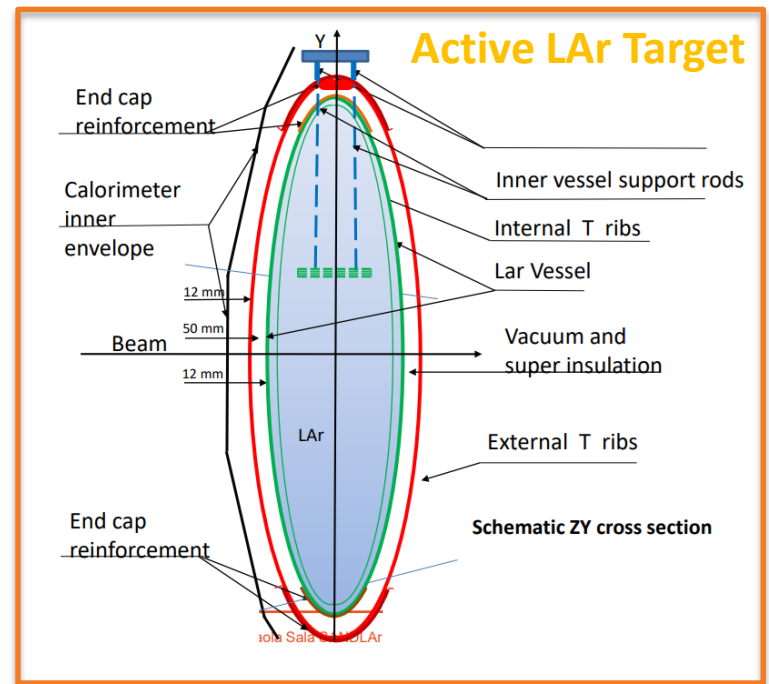 Active LAr Target
Y
End cap
reinforcement
Calorimeter
inner
envelope
Inner vessel support rods
Internal T ribs
Lar Vessel
12 mm
50 mm
Beam
12 mm
Vacuum and
super insulation
LAr
External T ribs
End cap
reinforcement
Schematic ZY cross section
Sala